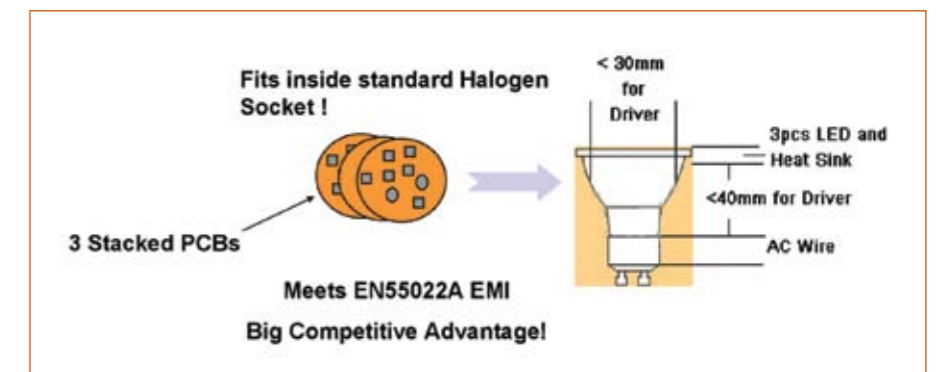 Fits inside standard Halogen
Socket !
3 Stacked PCBs
Meets EN55022A EMI
Big Competitive Advantage!
< 30mm
for
Driver
3pcs LED and
Heat Sink
<40mm for Driver
AC Wire